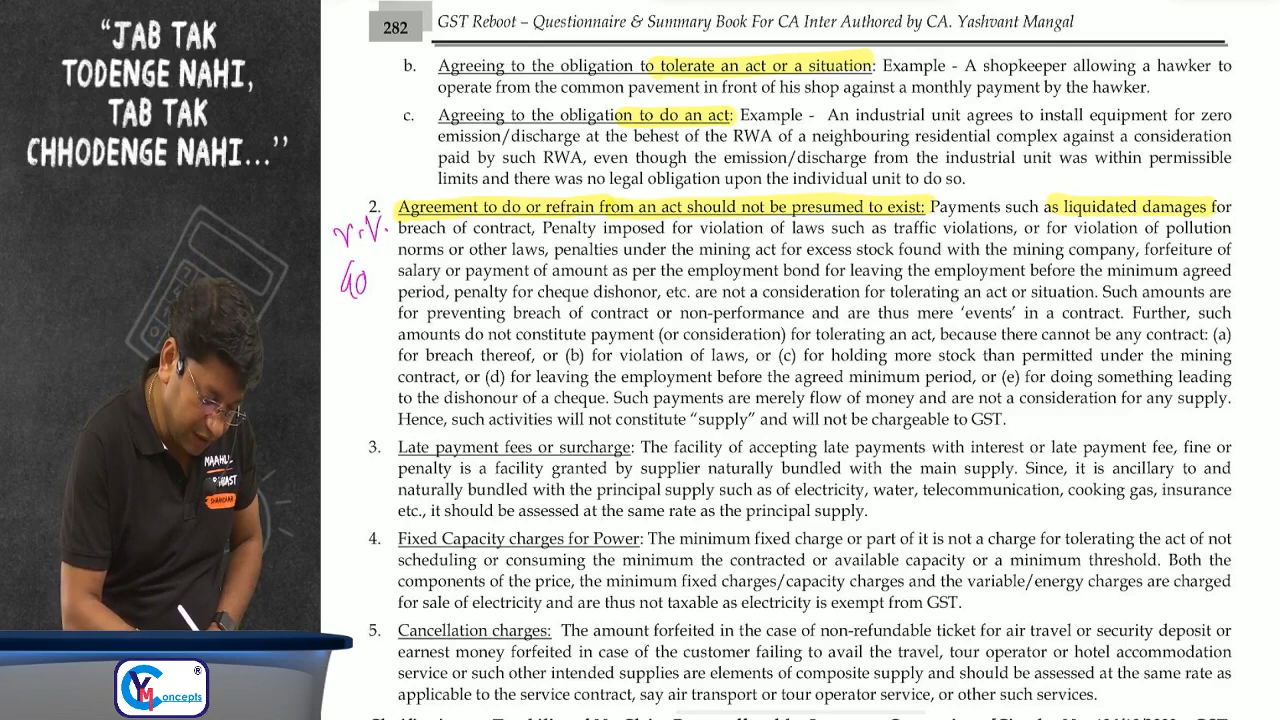 “JAB TAK
TODENGE NAHI,
TAB TAK
CHHODENGE NAHI...’’
282
GST Reboot – Questionnaire & Summary Book For CA Inter Authored by CA. Yashvant Mangal
b. Agreeing to the obligation to tolerate an act or a situation: Example - A shopkeeper allowing a hawker to
operate from the common pavement in front of his shop against a monthly payment by the hawker.
c. Agreeing to the obligation to do an act: Example - An industrial unit agrees to install equipment for zero
emission/discharge at the behest of the RWA of a neighbouring residential complex against a consideration
paid by such RWA, even though the emission/discharge from the industrial unit was within permissible
limits and there was no legal obligation upon the individual unit to do so.
2. Agreement to do or refrain from an act should not be presumed to exist: Payments such as liquidated damages for
breach of contract, Penalty imposed for violation of laws such as traffic violations, or for violation of pollution
norms or other laws, penalties under the mining act for excess stock found with the mining company, forfeiture of
salary or payment of amount as per the employment bond for leaving the employment before the minimum agreed
period, penalty for cheque dishonor, etc. are not a consideration for tolerating an act or situation. Such amounts are
for preventing breach of contract or non-performance and are thus mere ‘events’ in a contract. Further, such
amounts do not constitute payment (or consideration) for tolerating an act, because there cannot be any contract: (a)
for breach thereof, or (b) for violation of laws, or (c) for holding more stock than permitted under the mining
contract, or (d) for leaving the employment before the agreed minimum period, or (e) for doing something leading
to the dishonour of a cheque. Such payments are merely flow of money and are not a consideration for any supply.
Hence, such activities will not constitute “supply” and will not be chargeable to GST.
3. Late payment fees or surcharge: The facility of accepting late payments with interest or late payment fee, fine or
penalty is a facility granted by supplier naturally bundled with the main supply. Since, it is ancillary to and
naturally bundled with the principal supply such as of electricity, water, telecommunication, cooking gas, insurance
etc., it should be assessed at the same rate as the principal supply.
4. Fixed Capacity charges for Power: The minimum fixed charge or part of it is not a charge for tolerating the act of not
scheduling or consuming the minimum the contracted or available capacity or a minimum threshold. Both the
components of the price, the minimum fixed charges/capacity charges and the variable/energy charges are charged
for sale of electricity and are thus not taxable as electricity is exempt from GST.
5. Cancellation charges: The amount forfeited in the case of non-refundable ticket for air travel or security deposit or
earnest money forfeited in case of the customer failing to avail the travel, tour operator or hotel accommodation
service or such other intended supplies are elements of composite supply and should be assessed at the same rate as
applicable to the service contract, say air transport or tour operator service, or other such services.
YM Concepts